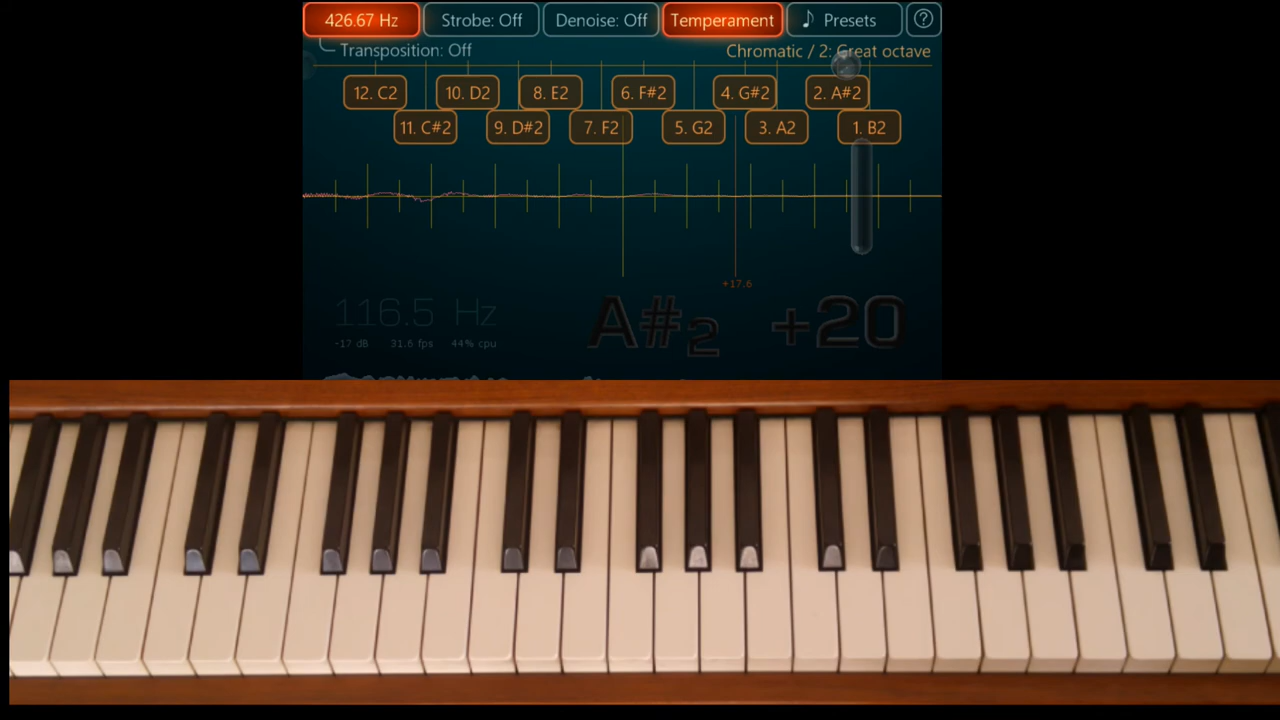 426.67 Hz Strobe: Off Denoise: Off Temperament Presets ?
Transposition: Off Chromatic / 2: Great octave
12. C2 10. D2 8. E2 6. F#2 4. G#2 2. A#2
11. C#2 9. D#2 7. F2 5. G2 3. A2 1. B2
+17.6
116.5 Hz A#2 +20
-17 dB 31.6 fps 44% cpu